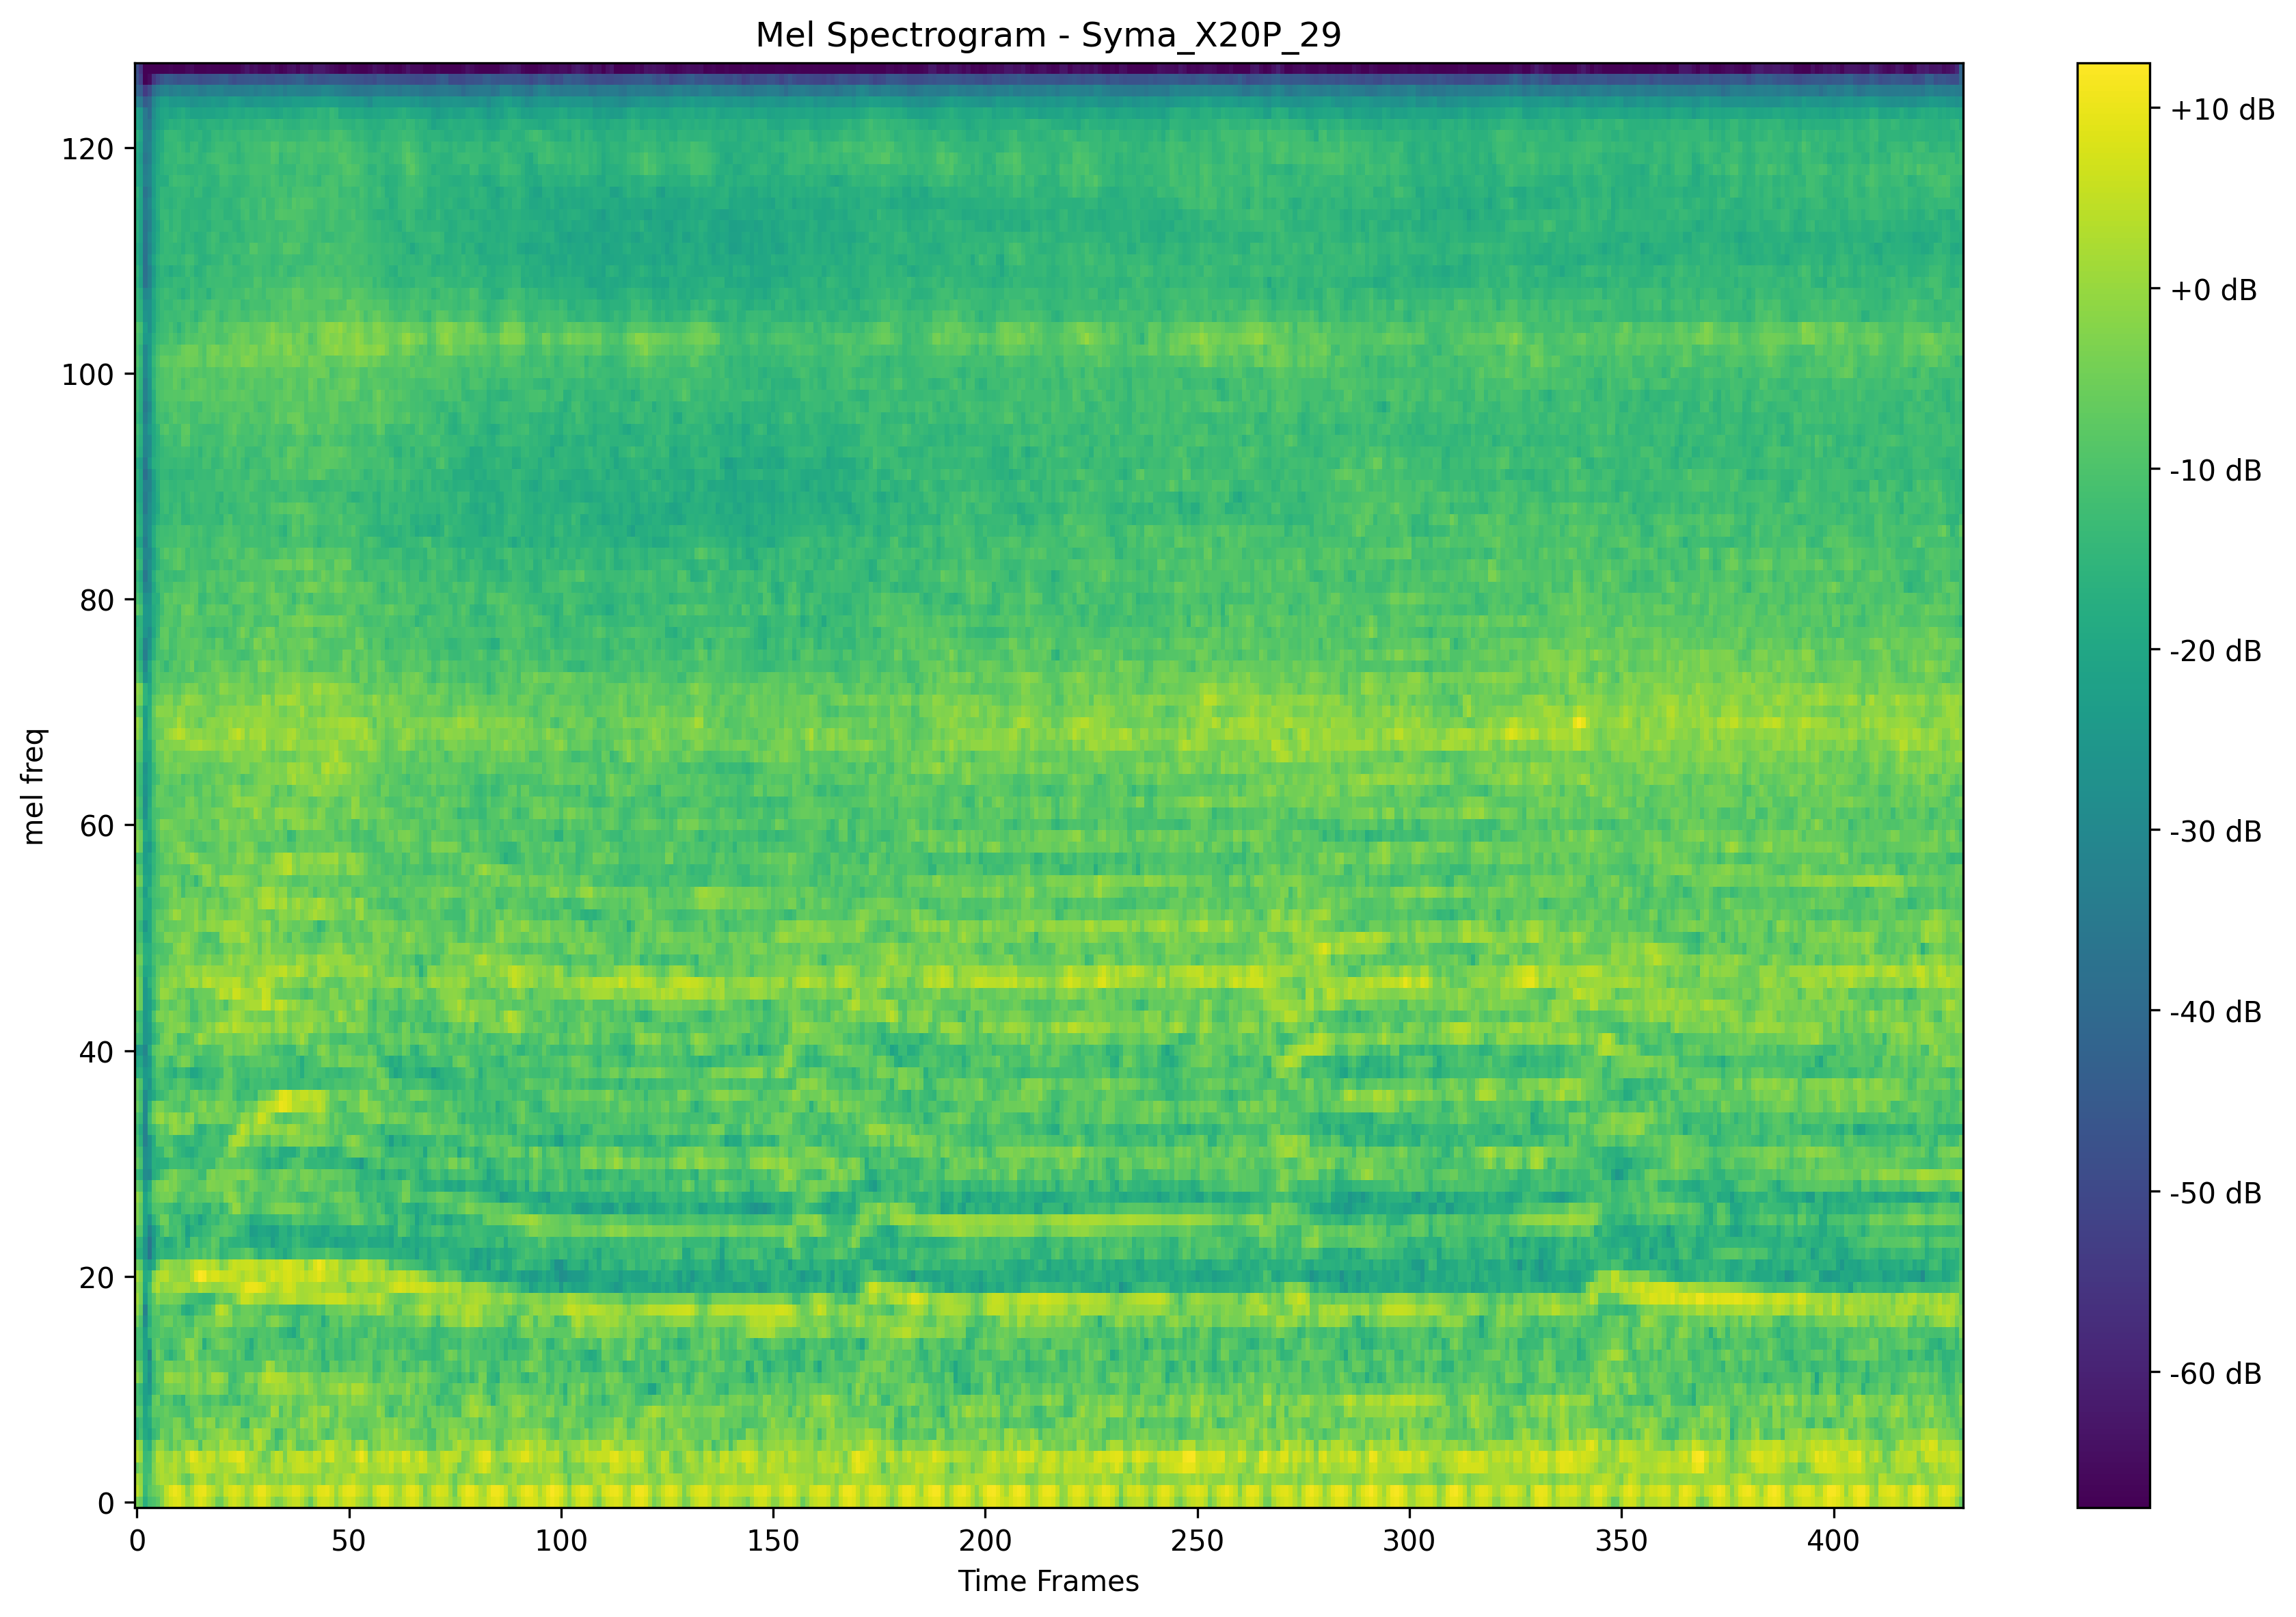 Mel Spectrogram - Syma_X20P_29
mel freq
120
100
80
60
40
20
0
0 50 100 150 200 250 300 350 400
Time Frames
+10 dB
+0 dB
-10 dB
-20 dB
-30 dB
-40 dB
-50 dB
-60 dB